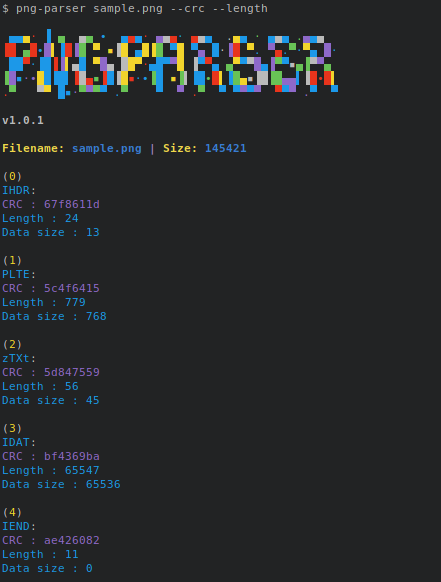 $ png-parser sample.png --crc --length
v1.0.1
Filename: sample.png | Size: 145421
(0)
IHDR:
CRC : 67f8611d
Length : 24
Data size : 13
(1)
PLTE:
CRC : 5c4f6415
Length : 779
Data size : 768
(2)
zTXt:
CRC : 5d847559
Length : 56
Data size : 45
(3)
IDAT:
CRC : bf4369ba
Length : 65547
Data size : 65536
(4)
IEND:
CRC : ae426082
Length : 11
Data size : 0